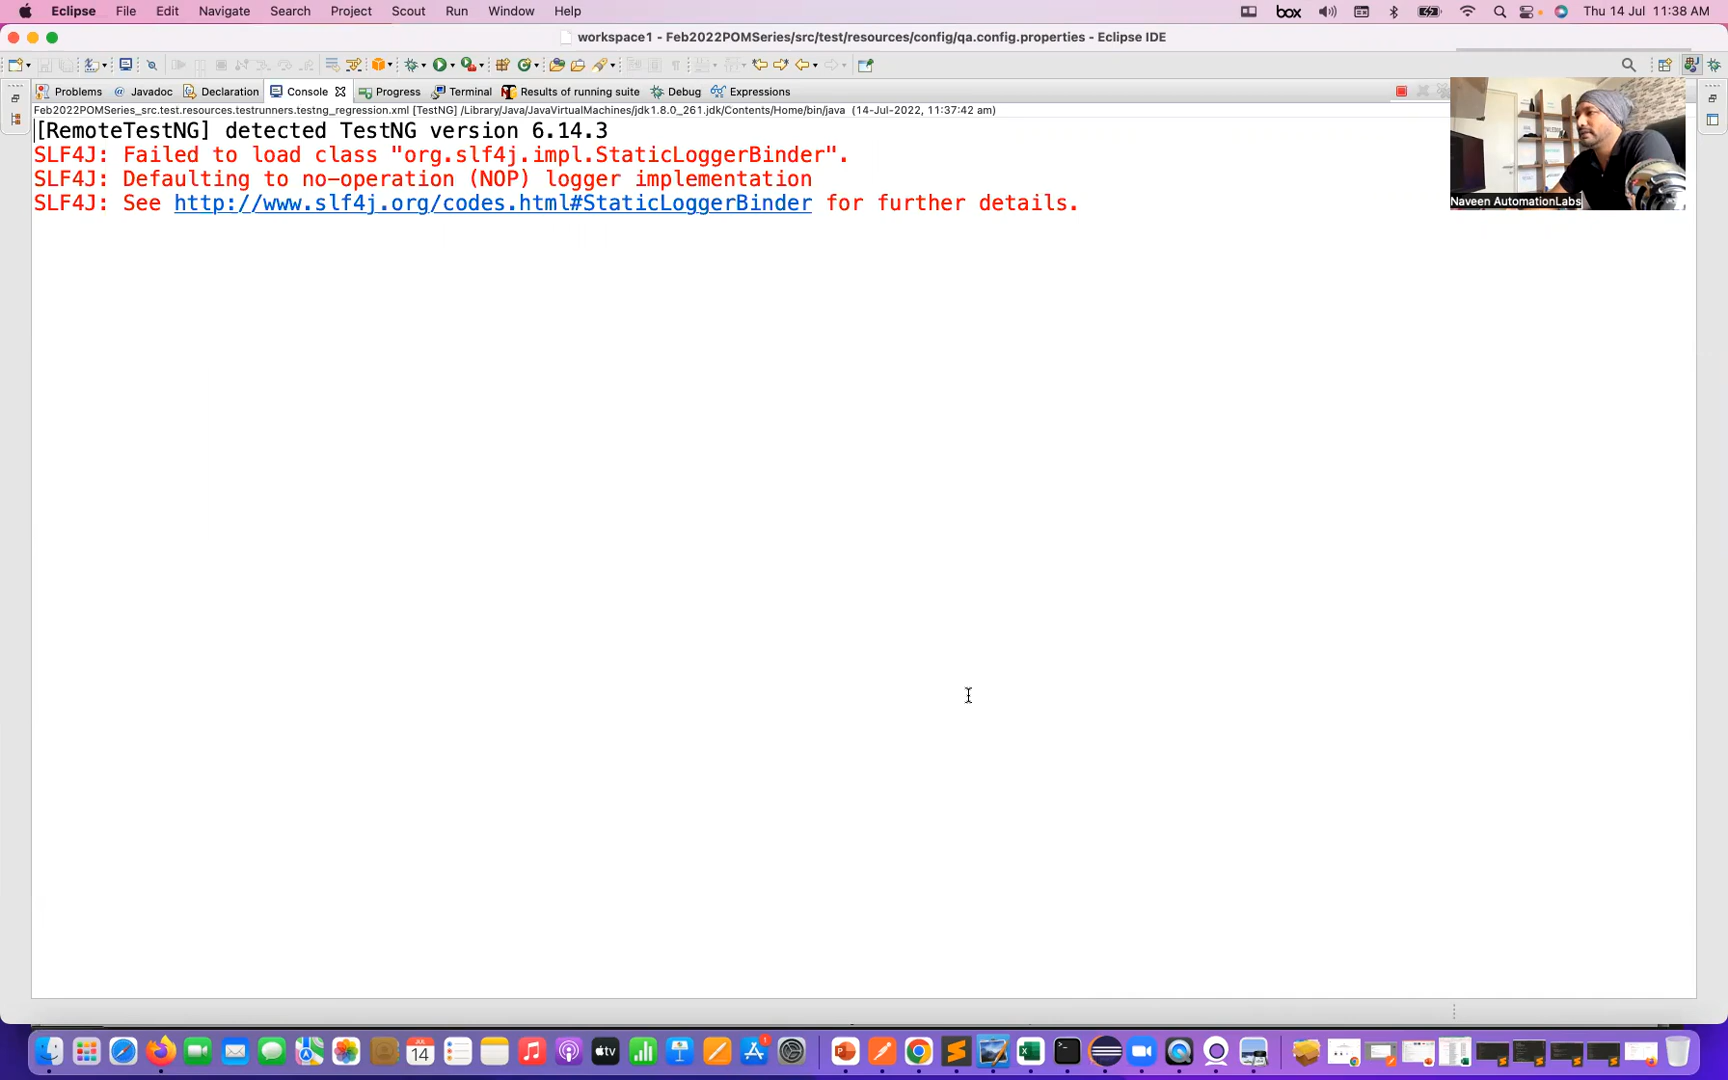 Eclipse File Edit Navigate Search Project Scout Run Window Help box Thu 14 Jul 11:38 AM
workspace1 - Feb2022POMSeries/src/test/resources/config/qa.config.properties - Eclipse IDE
Problems @ Javadoc Declaration Console Progress Terminal Results of running suite Debug Expressions
Feb2022POMSeries_src.test.resources.testrunners.testng_regression.xml [TestNG] /Library/Java/JavaVirtualMachines/jdk1.8.0_261.jdk/Contents/Home/bin/java (14-Jul-2022, 11:37:42 am)
[RemoteTestNG] detected TestNG version 6.14.3
SLF4J: Failed to load class "org.slf4j.impl.StaticLoggerBinder".
SLF4J: Defaulting to no-operation (NOP) logger implementation
SLF4J: See http://www.slf4j.org/codes.html#StaticLoggerBinder for further details.
Naveen AutomationLabs
JUL
14
tv